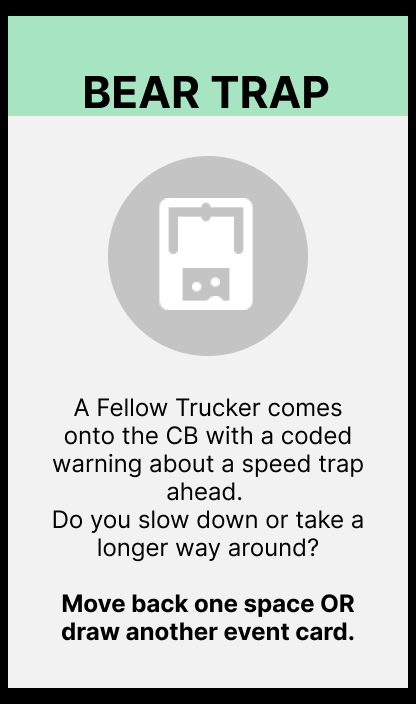 BEAR TRAP
A Fellow Trucker comes
onto the CB with a coded
warning about a speed trap
ahead.
Do you slow down or take a
longer way around?
Move back one space OR
draw another event card.